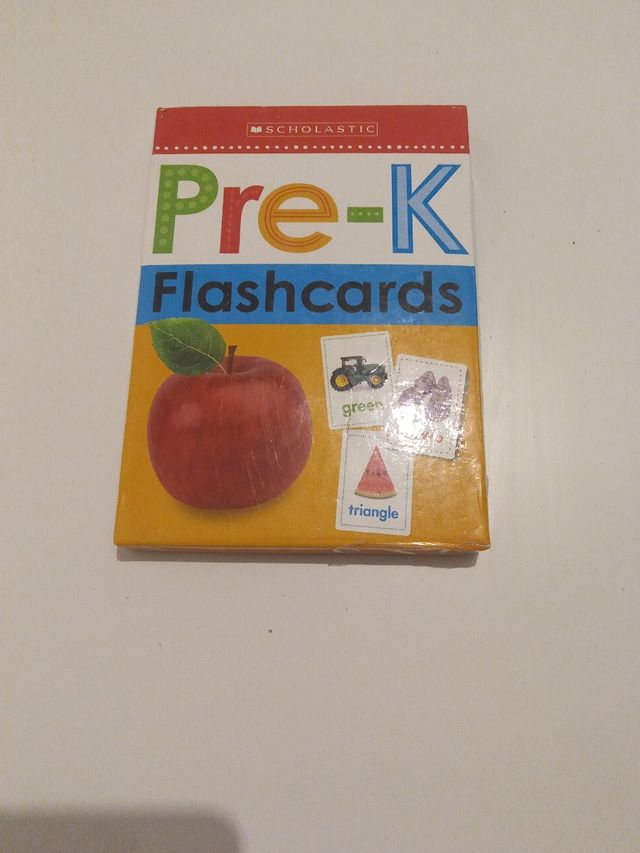 SCHOLASTIC
Pre-K
Flashcards
green
triangle